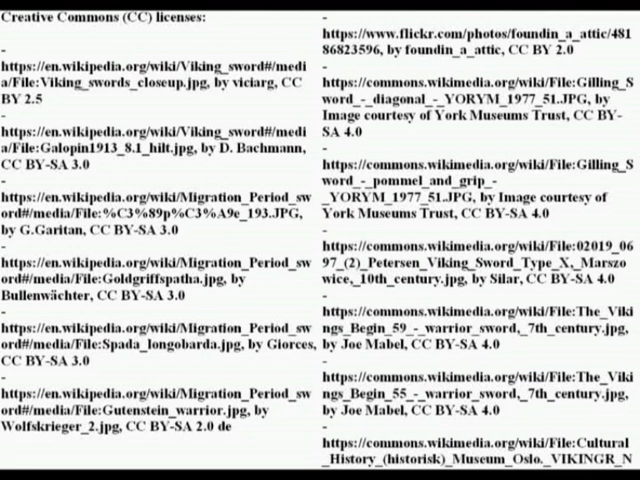 Creative Commons (CC) licenses:
-
https://en.wikipedia.org/wiki/Viking_sword#/medi
a/File:Viking_swords_closeup.jpg, by viciarg, CC
BY 2.5
-
https://en.wikipedia.org/wiki/Viking_sword#/medi
a/File:Galopin1913_8.1_hilt.jpg, by D. Bachmann,
CC BY-SA 3.0
-
https://en.wikipedia.org/wiki/Migration_Period_sw
ord#/media/File:%C3%89p%C3%A9e_193.JPG,
by G.Garitan, CC BY-SA 3.0
-
https://en.wikipedia.org/wiki/Migration_Period_sw
ord#/media/File:Goldgriffspatha.jpg, by
Bullenwächter, CC BY-SA 3.0
-
https://en.wikipedia.org/wiki/Migration_Period_sw
ord#/media/File:Spada_longobarda.jpg, by Giorces,
CC BY-SA 3.0
-
https://en.wikipedia.org/wiki/Migration_Period_sw
ord#/media/File:Gutenstein_warrior.jpg, by
Wolfskrieger_2.jpg, CC BY-SA 2.0 de
-
https://www.flickr.com/photos/foundin_a_attic/481
86823596, by foundin_a_attic, CC BY 2.0
-
https://commons.wikimedia.org/wiki/File:Gilling_S
word_-_diagonal_-_YORYM_1977_51.JPG, by
Image courtesy of York Museums Trust, CC BY-
SA 4.0
-
https://commons.wikimedia.org/wiki/File:Gilling_S
word_-_pommel_and_grip_-
_YORYM_1977_51.JPG, by Image courtesy of
York Museums Trust, CC BY-SA 4.0
-
https://commons.wikimedia.org/wiki/File:02019_06
97_(2)_Petersen_Viking_Sword_Type_X,_Marszo
wice,_10th_century.jpg, by Silar, CC BY-SA 4.0
-
https://commons.wikimedia.org/wiki/File:The_Viki
ngs_Begin_59_-_warrior_sword,_7th_century.jpg,
by Joe Mabel, CC BY-SA 4.0
-
https://commons.wikimedia.org/wiki/File:The_Viki
ngs_Begin_55_-_warrior_sword,_7th_century.jpg,
by Joe Mabel, CC BY-SA 4.0
-
https://commons.wikimedia.org/wiki/File:Cultural
_History_(historisk)_Museum_Oslo._VIKINGR_N